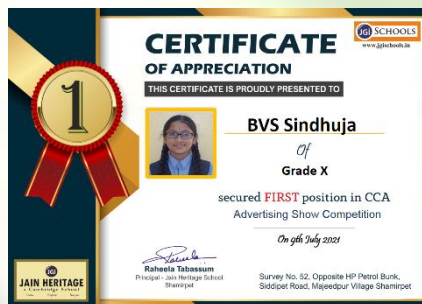 JGI SCHOOLS
www.jgischools.in
CERTIFICATE
OF APPRECIATION
THIS CERTIFICATE IS PROUDLY PRESENTED TO
1
BVS Sindhuja
Of
Grade X
secured FIRST position in CCA
Advertising Show Competition
On 9th July 2021
Raheela Tabassum
Principal - Jain Heritage School
Shamirpet
Survey No. 52, Opposite HP Petrol Bunk,
Siddipet Road, Majeedpur Village Shamirpet
JGI
JAIN HERITAGE
a Cambridge School